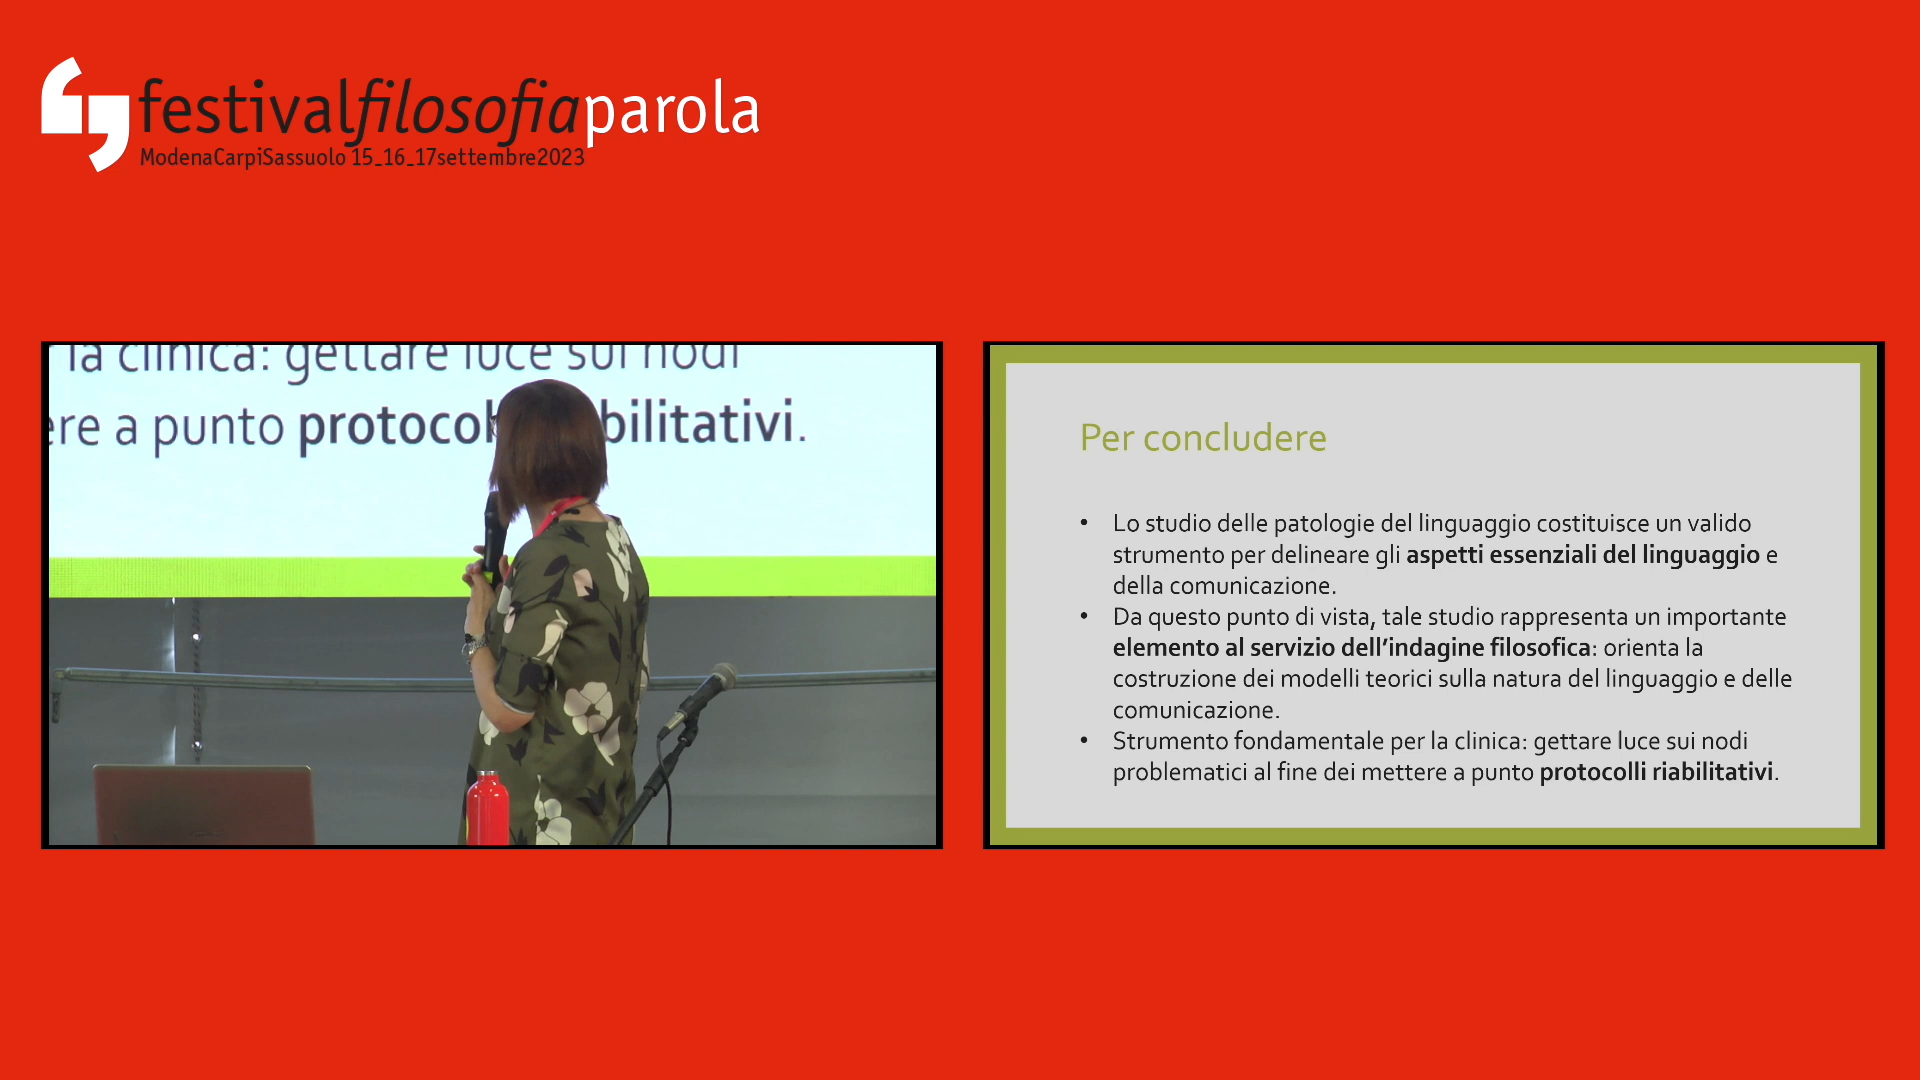 festivalfilosofiaparola
ModenaCarpiSassuolo 15_16_17settembre2023
la clinica: gettare luce sui nodi
ere a punto protocol bilitativi.
Per concludere
• Lo studio delle patologie del linguaggio costituisce un valido
strumento per delineare gli aspetti essenziali del linguaggio e
della comunicazione.
• Da questo punto di vista, tale studio rappresenta un importante
elemento al servizio dell’indagine filosofica: orienta la
costruzione dei modelli teorici sulla natura del linguaggio e delle
comunicazione.
• Strumento fondamentale per la clinica: gettare luce sui nodi
problematici al fine dei mettere a punto protocolli riabilitativi.